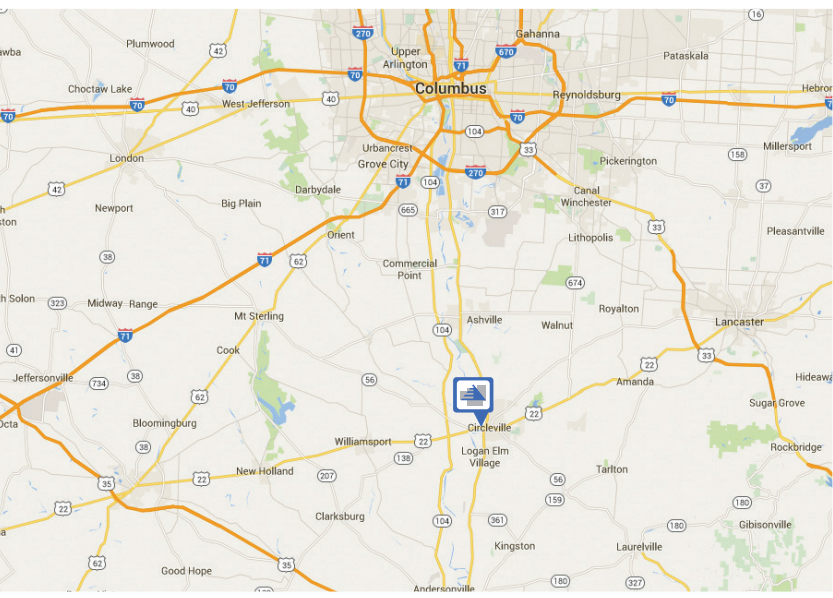 16
Gahanna
270
Plumwood
42
670
Upper
Arlington
71
Pataskala
70
Columbus
Choctaw Lake
70
Hebron
Reynoldsburg
70
70
West Jefferson
40
70
40
70
104
Urbancrest
33
Millersport
London
Grove City
Pickerington
158
270
71
104
42
Darbydale
Canal
Winchester
37
Newport
Big Plain
665
317
33
Pleasantville
Orient
Lithopolis
38
71
62
Commercial
Point
674
h Solon
323
Midway
Range
Royalton
Mt Sterling
Ashville
Walnut
Lancaster
104
71
41
Cook
33
22
Jeffersonville
734
38
56
Amanda
Hideawa
62
Sugar Grove
22
Octa
Bloomingburg
Circleville
Williamsport
22
38
Rockbridge
138
Logan Elm
Village
New Holland
Tarlton
22
207
56
35
159
180
22
Clarksburg
104
361
180
Gibisonville
Kingston
Laurelville
62
35
Good Hope
180
327
Andersonville